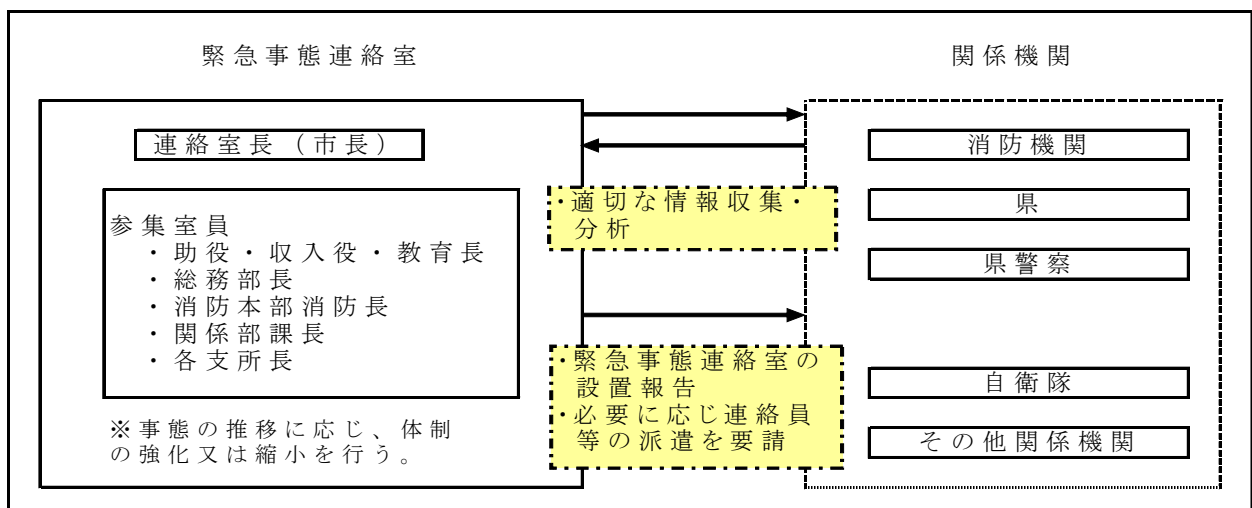 緊急事態連絡室
関係機関
連絡室長（市長）
参集室員
・助役・収入役・教育長
・総務部長
・消防本部消防長
・関係部課長
・各支所長
※事態の推移に応じ、体制
の強化又は縮小を行う。
・適切な情報収集・
分析
・緊急事態連絡室の
設置報告
・必要に応じ連絡員
等の派遣を要請
消防機関
県
県警察
自衛隊
その他関係機関